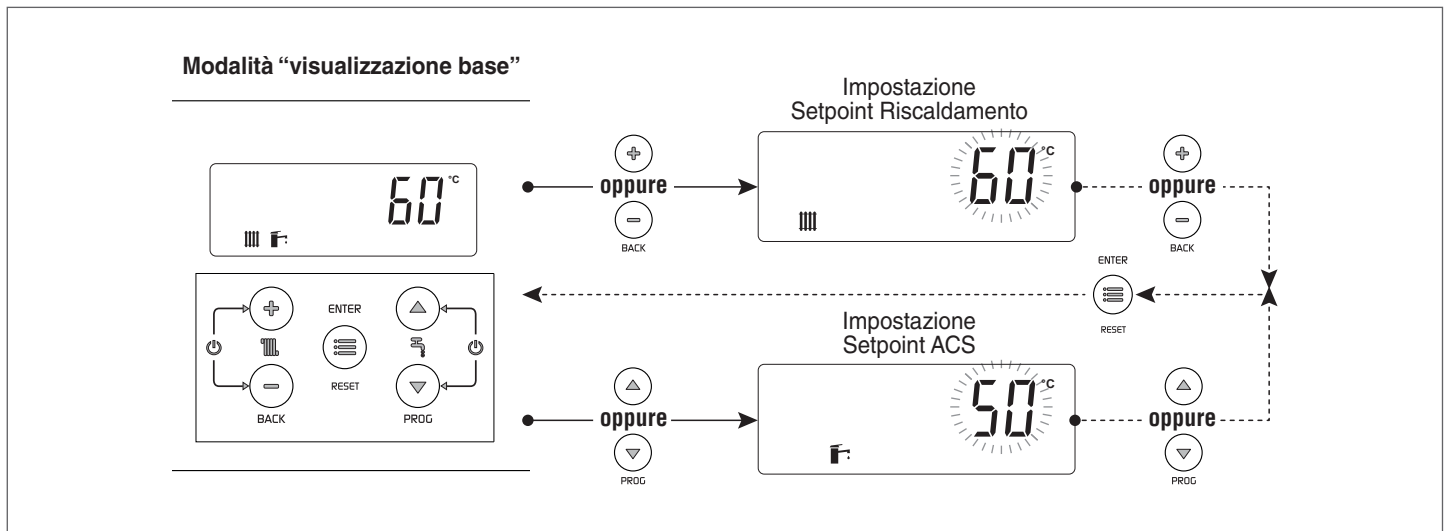 Modalità “visualizzazione base”
60 °C
ENTER
RESET
BACK
PROG
oppure
BACK
Impostazione
Setpoint Riscaldamento
60 °C
oppure
BACK
ENTER
RESET
oppure
PROG
Impostazione
Setpoint ACS
50 °C
oppure
PROG